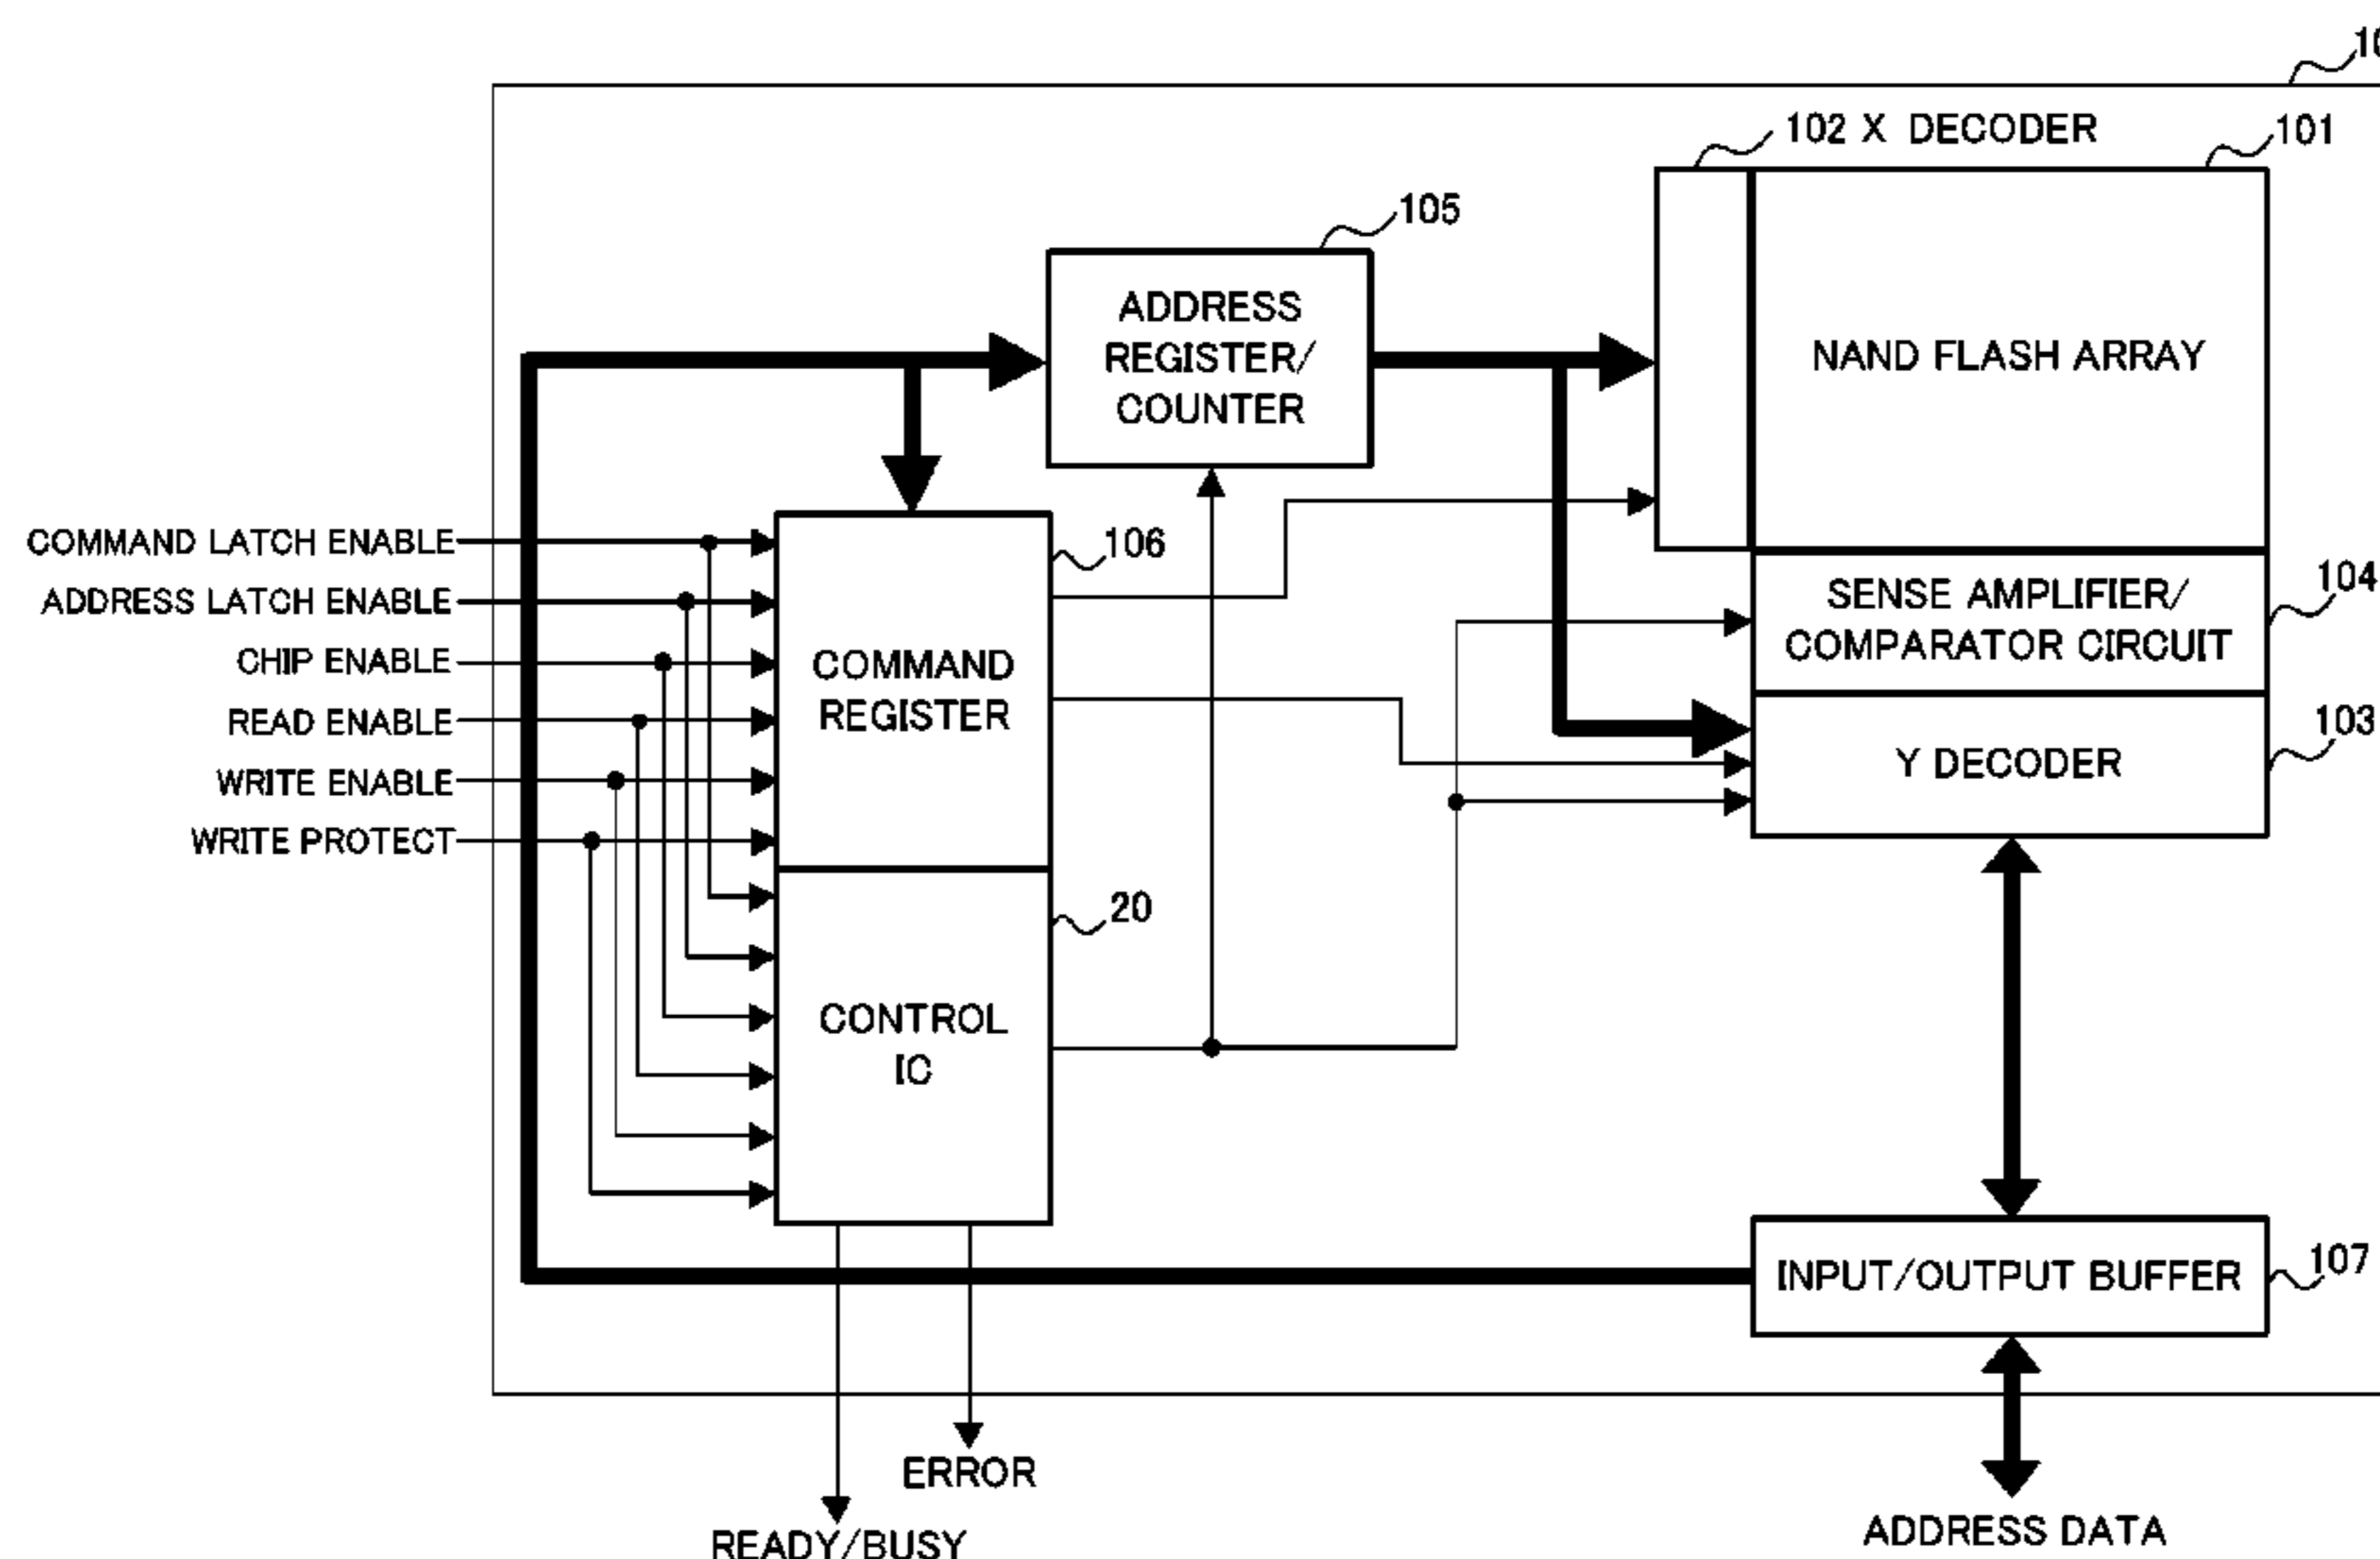 102 X DECODER
101
105
ADDRESS
REGISTER/
COUNTER
NAND FLASH ARRAY
COMMAND LATCH ENABLE
ADDRESS LATCH ENABLE
CHIP ENABLE
READ ENABLE
WRITE ENABLE
WRITE PROTECT
106
COMMAND
REGISTER
SENSE AMPLIFIER/
COMPARATOR CIRCUIT
104
Y DECODER
103
20
CONTROL
IC
INPUT/OUTPUT BUFFER
107
ERROR
READY/BUSY
ADDRESS DATA